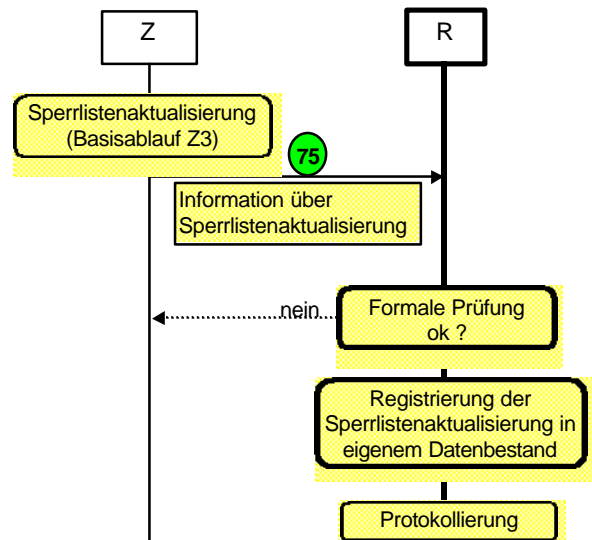 Z
R
Sperrlistenaktualisierung
(Basisablauf Z3)
75
Information über
Sperrlistenaktualisierung
nein
Formale Prüfung
ok ?
Registrierung der
Sperrlistenaktualisierung in
eigenem Datenbestand
Protokollierung